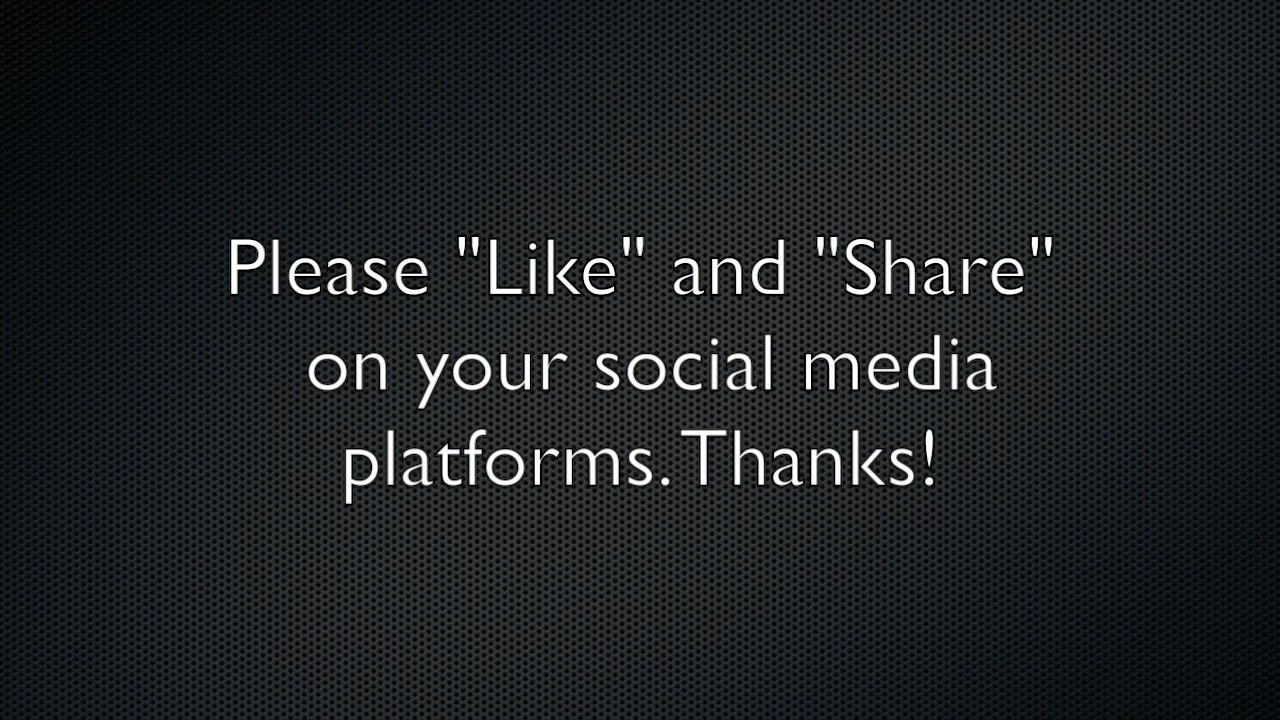 Please "Like" and "Share"
on your social media
platforms. Thanks!